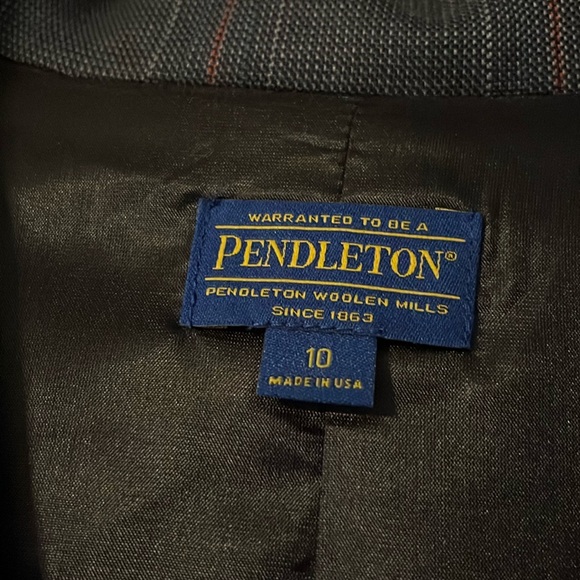 WARRANTED TO BE A
PENDLETON®
PENDLETON WOOLEN MILLS
SINCE 1863
10
MADE IN USA